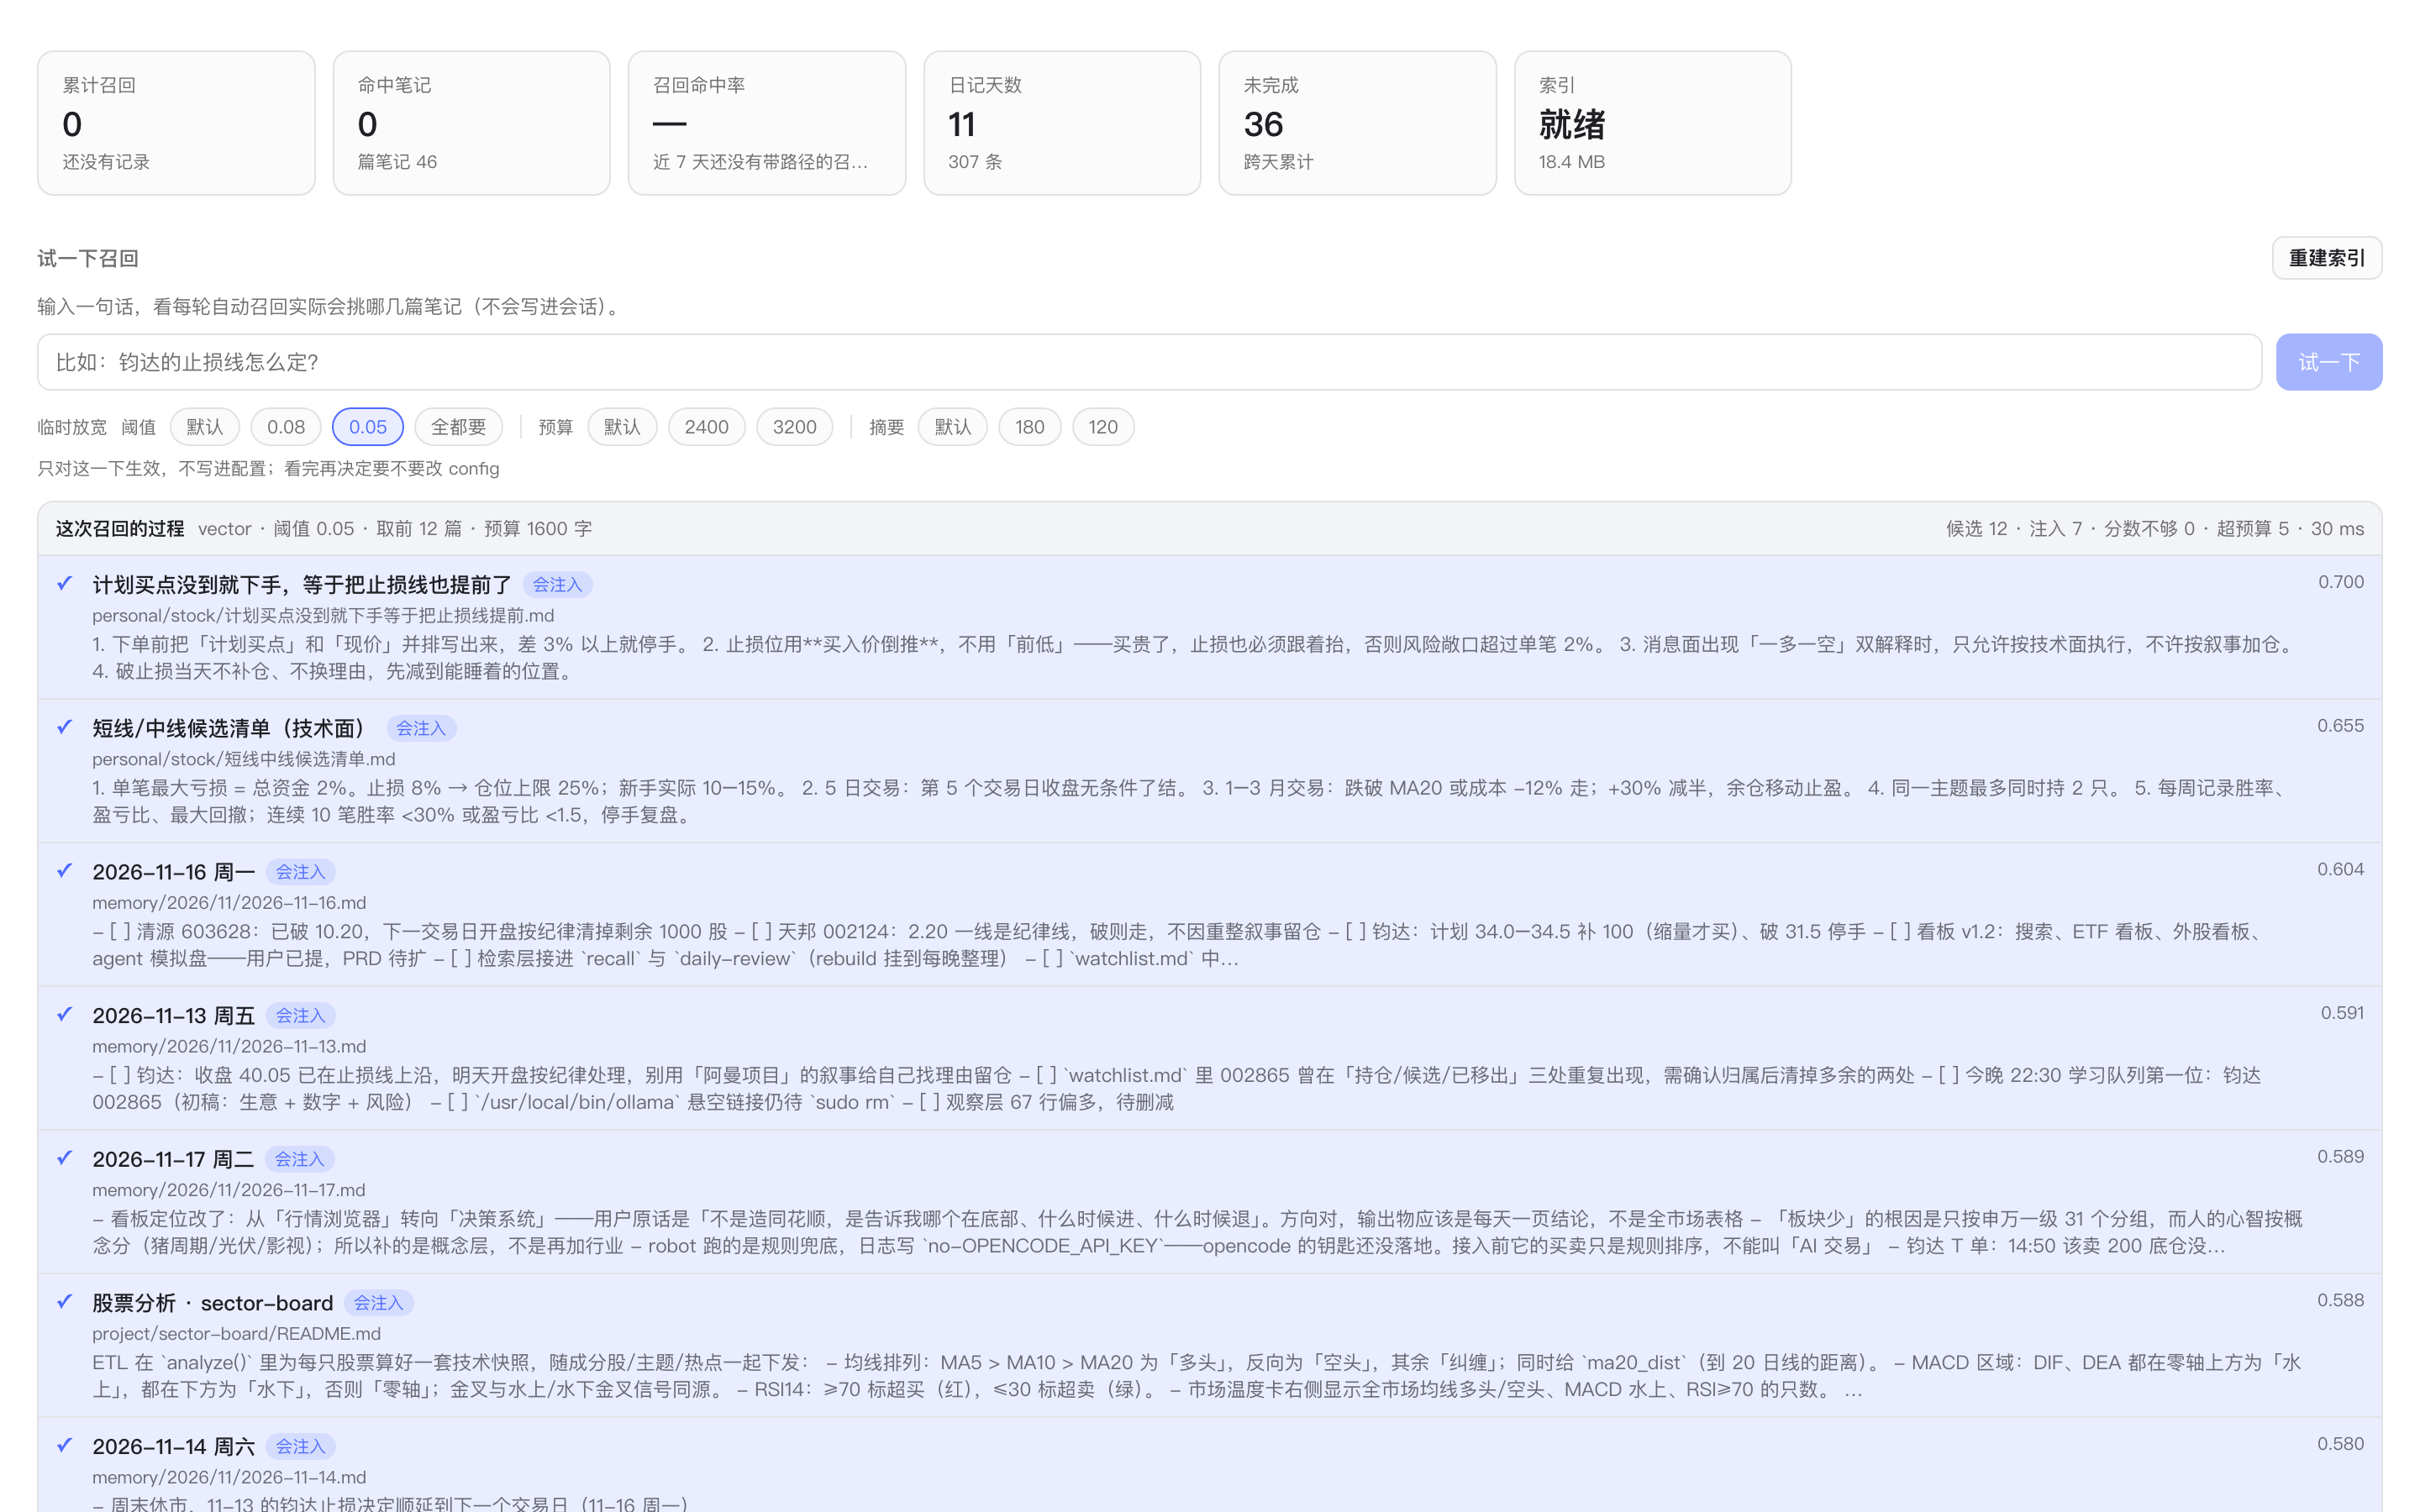 累计召回
0
还没有记录
命中笔记
0
篇笔记 46
召回命中率
—
近 7 天还没有带路径的召…
日记天数
11
307 条
未完成
36
跨天累计
索引
就绪
18.4 MB
试一下召回
重建索引
输入一句话，看每轮自动召回实际会挑哪几篇笔记（不会写进会话）。
比如：钧达的止损线怎么定？
试一下
临时放宽 阈值 默认 0.08 0.05 全都要 预算 默认 2400 3200 摘要 默认 180 120
只对这一下生效，不写进配置；看完再决定要不要改 config
这次召回的过程 vector · 阈值 0.05 · 取前 12 篇 · 预算 1600 字 候选 12 · 注入 7 · 分数不够 0 · 超预算 5 · 30 ms
✓ 计划买点没到就下手，等于把止损线也提前了 会注入 0.700
personal/stock/计划买点没到就下手等于把止损线提前.md
1. 下单前把「计划买点」和「现价」并排写出来，差 3% 以上就停手。 2. 止损位用**买入价倒推**，不用「前低」——买贵了，止损也必须跟着抬，否则风险敞口超过单笔 2%。 3. 消息面出现「一多一空」双解释时，只允许按技术面执行，不许按叙事加仓。
4. 破止损当天不补仓、不换理由，先减到能睡着的位置。
✓ 短线/中线候选清单（技术面） 会注入 0.655
personal/stock/短线中线候选清单.md
1. 单笔最大亏损 = 总资金 2%。止损 8% → 仓位上限 25%；新手实际 10–15%。 2. 5 日交易：第 5 个交易日收盘无条件了结。 3. 1–3 月交易：跌破 MA20 或成本 -12% 走；+30% 减半，余仓移动止盈。 4. 同一主题最多同时持 2 只。 5. 每周记录胜率、
盈亏比、最大回撤；连续 10 笔胜率 <30% 或盈亏比 <1.5，停手复盘。
✓ 2026-11-16 周一 会注入 0.604
memory/2026/11/2026-11-16.md
- [ ] 清源 603628：已破 10.20，下一交易日开盘按纪律清掉剩余 1000 股 - [ ] 天邦 002124：2.20 一线是纪律线，破则走，不因重整叙事留仓 - [ ] 钧达：计划 34.0–34.5 补 100（缩量才买）、破 31.5 停手 - [ ] 看板 v1.2：搜索、ETF 看板、外股看板、
agent 模拟盘——用户已提，PRD 待扩 - [ ] 检索层接进 `recall` 与 `daily-review`（rebuild 挂到每晚整理） - [ ] `watchlist.md` 中…
✓ 2026-11-13 周五 会注入 0.591
memory/2026/11/2026-11-13.md
- [ ] 钧达：收盘 40.05 已在止损线上沿，明天开盘按纪律处理，别用「阿曼项目」的叙事给自己找理由留仓 - [ ] `watchlist.md` 里 002865 曾在「持仓/候选/已移出」三处重复出现，需确认归属后清掉多余的两处 - [ ] 今晚 22:30 学习队列第一位：钧达
002865（初稿：生意 + 数字 + 风险） - [ ] `/usr/local/bin/ollama` 悬空链接仍待 `sudo rm` - [ ] 观察层 67 行偏多，待删减
✓ 2026-11-17 周二 会注入 0.589
memory/2026/11/2026-11-17.md
- 看板定位改了：从「行情浏览器」转向「决策系统」——用户原话是「不是造同花顺，是告诉我哪个在底部、什么时候进、什么时候退」。方向对，输出物应该是每天一页结论，不是全市场表格 - 「板块少」的根因是只按申万一级 31 个分组，而人的心智按概
念分（猪周期/光伏/影视）；所以补的是概念层，不是再加行业 - robot 跑的是规则兜底，日志写 `no-OPENCODE_API_KEY`——opencode 的钥匙还没落地。接入前它的买卖只是规则排序，不能叫「AI 交易」 - 钧达 T 单：14:50 该卖 200 底仓没…
✓ 股票分析 · sector-board 会注入 0.588
project/sector-board/README.md
ETL 在 `analyze()` 里为每只股票算好一套技术快照，随成分股/主题/热点一起下发： - 均线排列：MA5 > MA10 > MA20 为「多头」，反向为「空头」，其余「纠缠」；同时给 `ma20_dist`（到 20 日线的距离）。 - MACD 区域：DIF、DEA 都在零轴上方为「水
上」，都在下方为「水下」，否则「零轴」；金叉与水上/水下金叉信号同源。 - RSI14：≥70 标超买（红），≤30 标超卖（绿）。 - 市场温度卡右侧显示全市场均线多头/空头、MACD 水上、RSI≥70 的只数。 …
✓ 2026-11-14 周六 会注入 0.580
memory/2026/11/2026-11-14.md
- 周末休市，11-13 的钧达止损决定顺延到下一个交易日（11-16 周一）